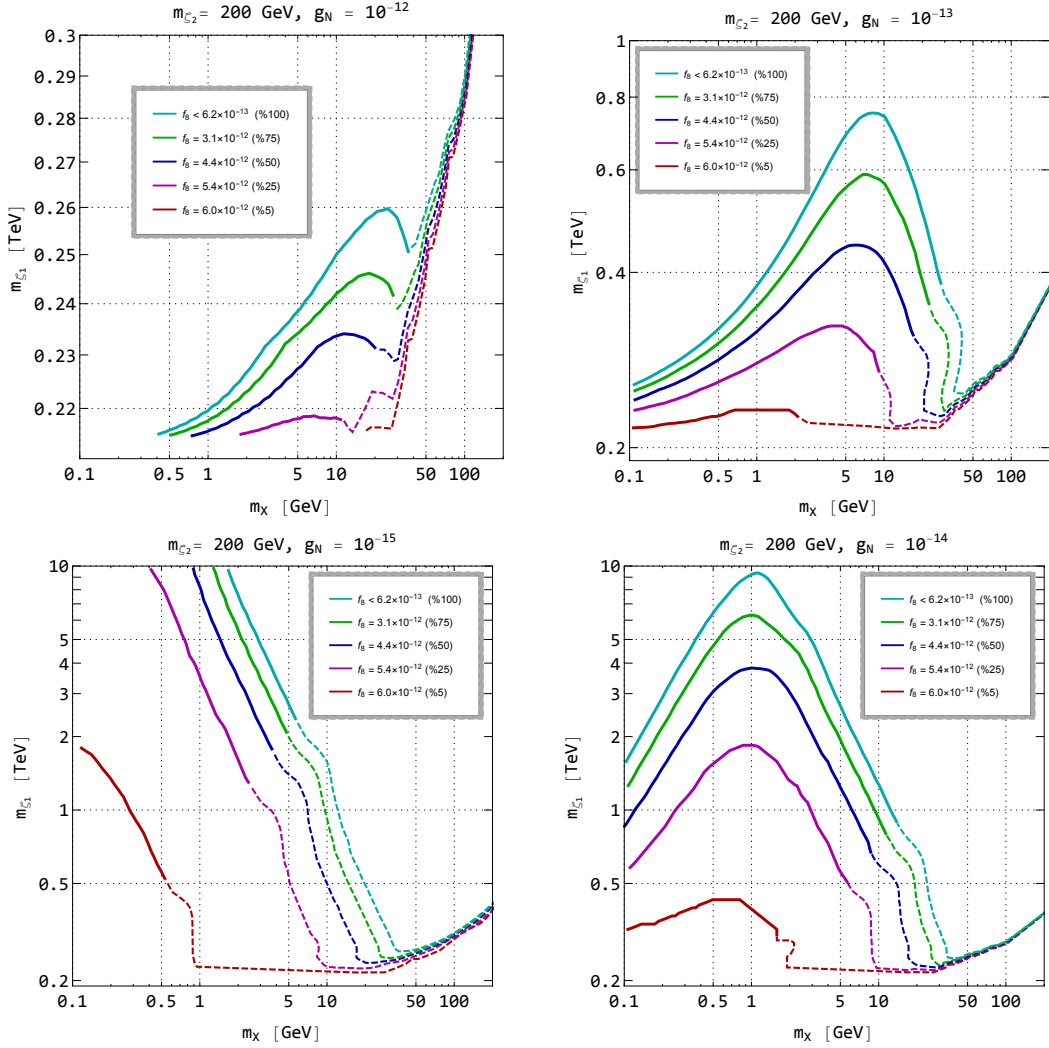 m_ζ2 = 200 GeV, g_N = 10^-12
0.3
0.29
0.28
0.27
0.26
0.25
0.24
0.23
0.22
m_ζ1 [TeV]
f_8 < 6.2×10^-13 (%100)
f_8 = 3.1×10^-12 (%75)
f_8 = 4.4×10^-12 (%50)
f_8 = 5.4×10^-12 (%25)
f_8 = 6.0×10^-12 (%5)
0.1 0.5 1 5 10 50 100
m_X [GeV]
m_ζ2 = 200 GeV, g_N = 10^-13
1
0.8
0.6
0.4
0.2
m_ζ1 [TeV]
f_8 < 6.2×10^-13 (%100)
f_8 = 3.1×10^-12 (%75)
f_8 = 4.4×10^-12 (%50)
f_8 = 5.4×10^-12 (%25)
f_8 = 6.0×10^-12 (%5)
0.1 0.5 1 5 10 50 100
m_X [GeV]
m_ζ2 = 200 GeV, g_N = 10^-15
10
5
4
3
2
1
0.5
0.2
m_ζ1 [TeV]
f_8 < 6.2×10^-13 (%100)
f_8 = 3.1×10^-12 (%75)
f_8 = 4.4×10^-12 (%50)
f_8 = 5.4×10^-12 (%25)
f_8 = 6.0×10^-12 (%5)
0.1 0.5 1 5 10 50 100
m_X [GeV]
m_ζ2 = 200 GeV, g_N = 10^-14
10
5
4
3
2
1
0.5
0.2
m_ζ1 [TeV]
f_8 < 6.2×10^-13 (%100)
f_8 = 3.1×10^-12 (%75)
f_8 = 4.4×10^-12 (%50)
f_8 = 5.4×10^-12 (%25)
f_8 = 6.0×10^-12 (%5)
0.1 0.5 1 5 10 50 100
m_X [GeV]